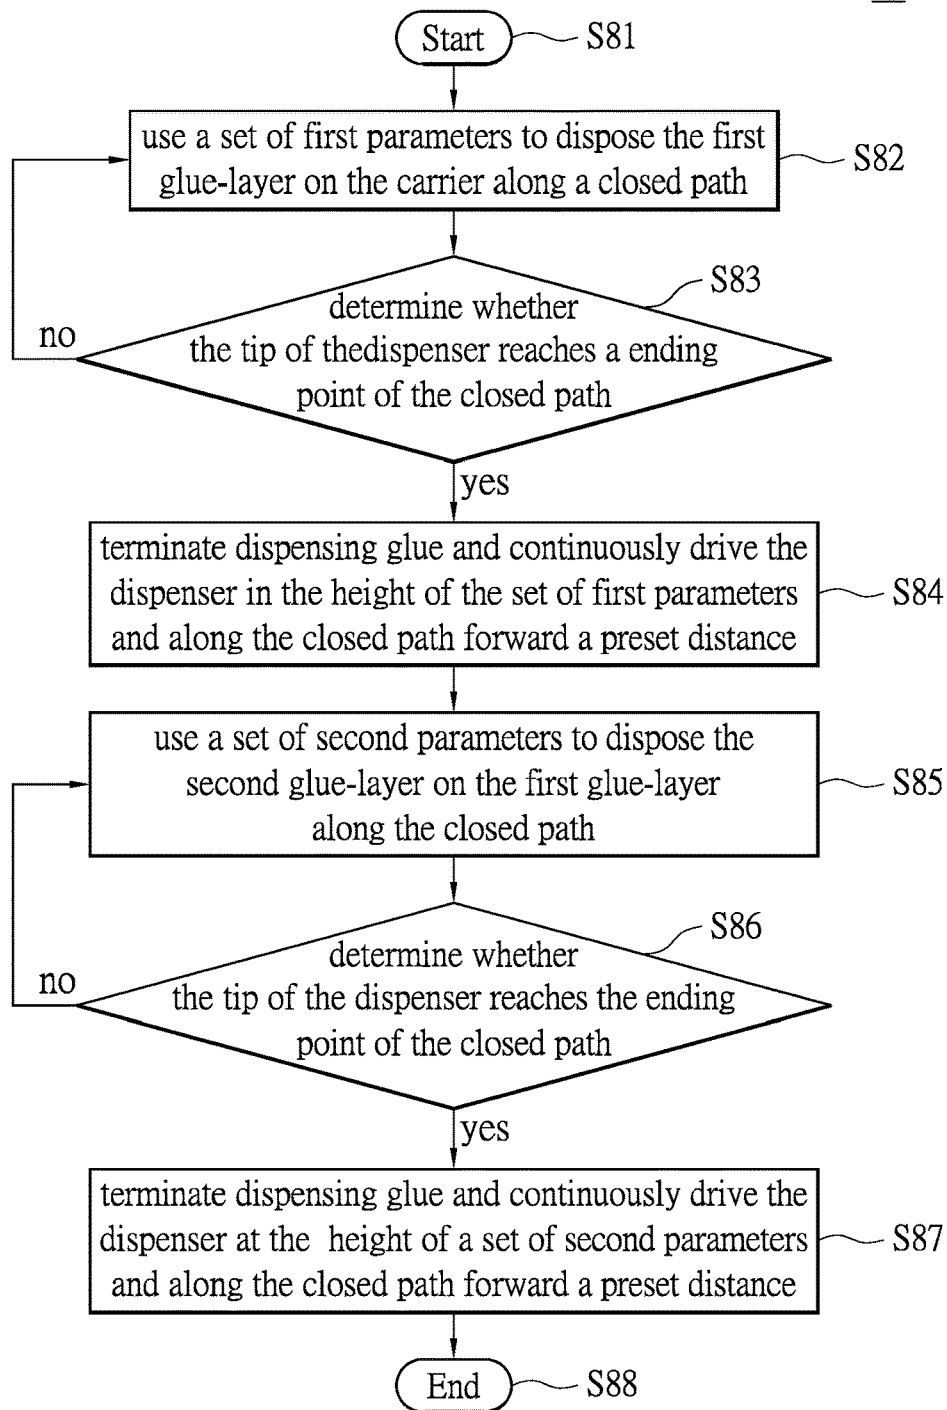 Start
S81
use a set of first parameters to dispose the first
glue-layer on the carrier along a closed path
S82
determine whether
the tip of thedispenser reaches a ending
point of the closed path
S83
no
yes
terminate dispensing glue and continuously drive the
dispenser in the height of the set of first parameters
and along the closed path forward a preset distance
S84
use a set of second parameters to dispose the
second glue-layer on the first glue-layer
along the closed path
S85
determine whether
the tip of the dispenser reaches the ending
point of the closed path
S86
no
yes
terminate dispensing glue and continuously drive the
dispenser at the height of a set of second parameters
and along the closed path forward a preset distance
S87
End
S88